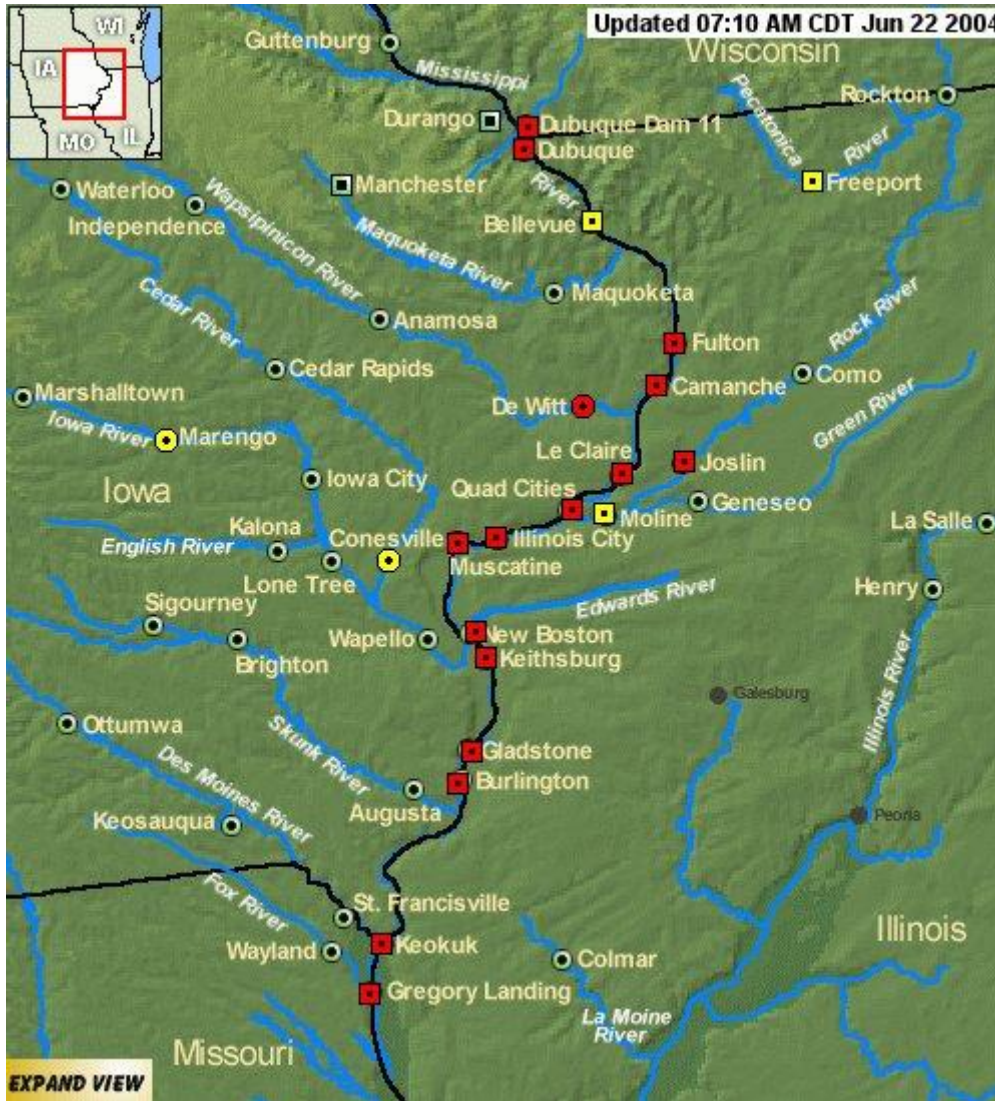 Updated 07:10 AM CDT Jun 22 2004
WI
IA
MO
IL
Guttenburg
Wisconsin
Mississippi
River
Pecatonica
River
Rockton
Durango
Dubuque Dam 11
Dubuque
Waterloo
Manchester
Freeport
Independence
Wapsipinicon River
Bellevue
Maquoketa River
Maquoketa
Cedar River
Anamosa
Rock River
Fulton
Cedar Rapids
Como
Marshalltown
Camanche
De Witt
Green River
Iowa River
Marengo
Le Claire
Joslin
Iowa
Iowa City
Quad Cities
Geneseo
Moline
La Salle
Kalona
Conesville
Illinois City
English River
Muscatine
Lone Tree
Edwards River
Henry
Sigourney
Wapello
New Boston
Brighton
Keithsburg
Galesburg
Illinois River
Ottumwa
Skunk River
Gladstone
Des Moines River
Burlington
Augusta
Keosauqua
Peoria
Fox River
St. Francisville
Illinois
Wayland
Keokuk
Colmar
Gregory Landing
La Moine
River
Missouri
EXPAND VIEW